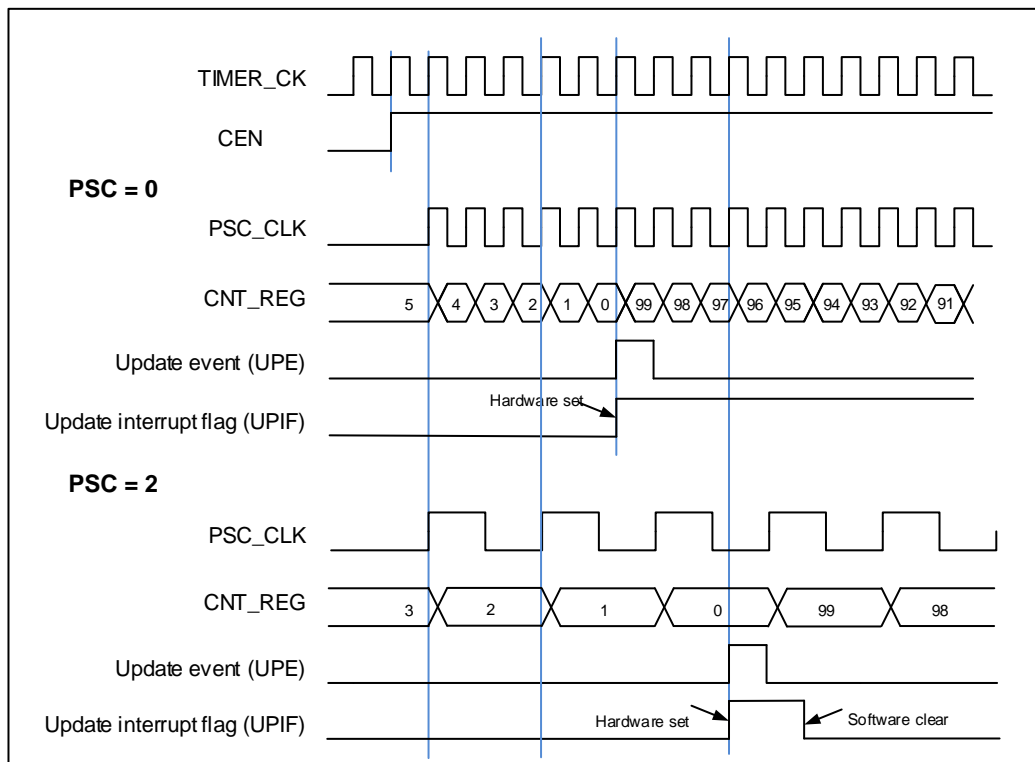 TIMER_CK
CEN
PSC = 0
PSC_CLK
CNT_REG 5 4 3 2 1 0 99 98 97 96 95 94 93 92 91
Update event (UPE)
Hardware set
Update interrupt flag (UPIF)
PSC = 2
PSC_CLK
CNT_REG 3 2 1 0 99 98
Update event (UPE)
Update interrupt flag (UPIF) Hardware set Software clear